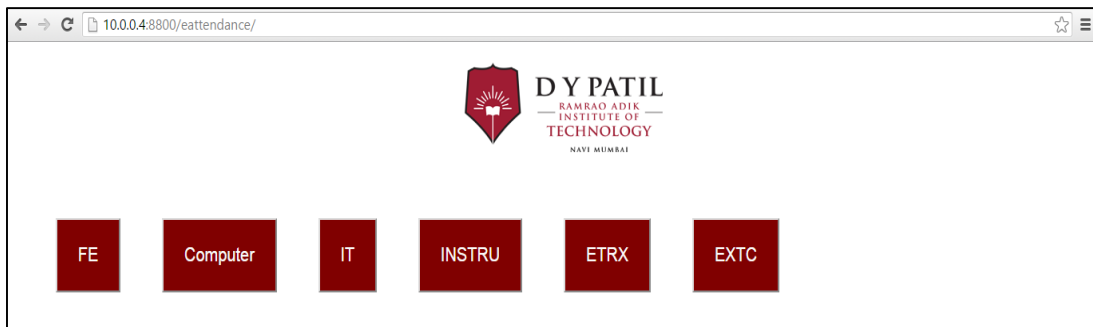 10.0.0.4:8800/eattendance/
D Y PATIL
RAMRAO ADIK
INSTITUTE OF
TECHNOLOGY
NAVI MUMBAI
FE Computer IT INSTRU ETRX EXTC